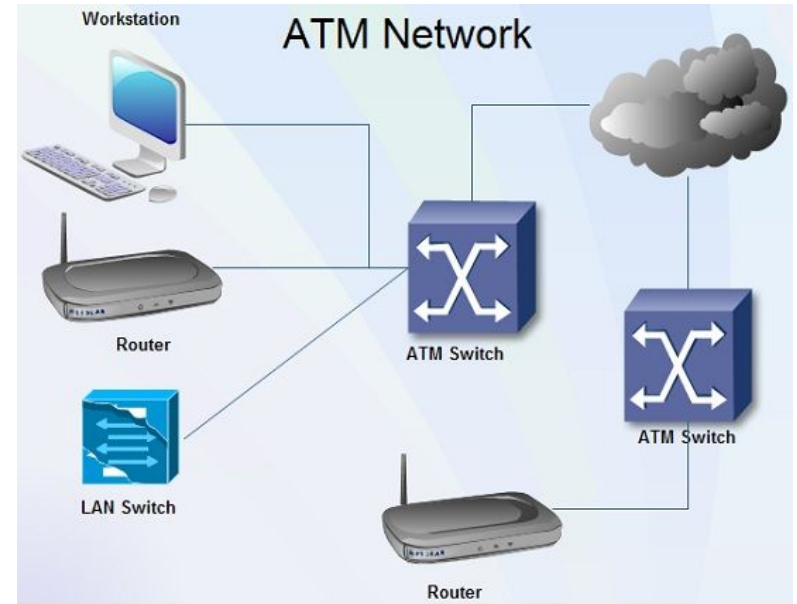 Workstation
ATM Network
Router
ATM Switch
ATM Switch
LAN Switch
Router